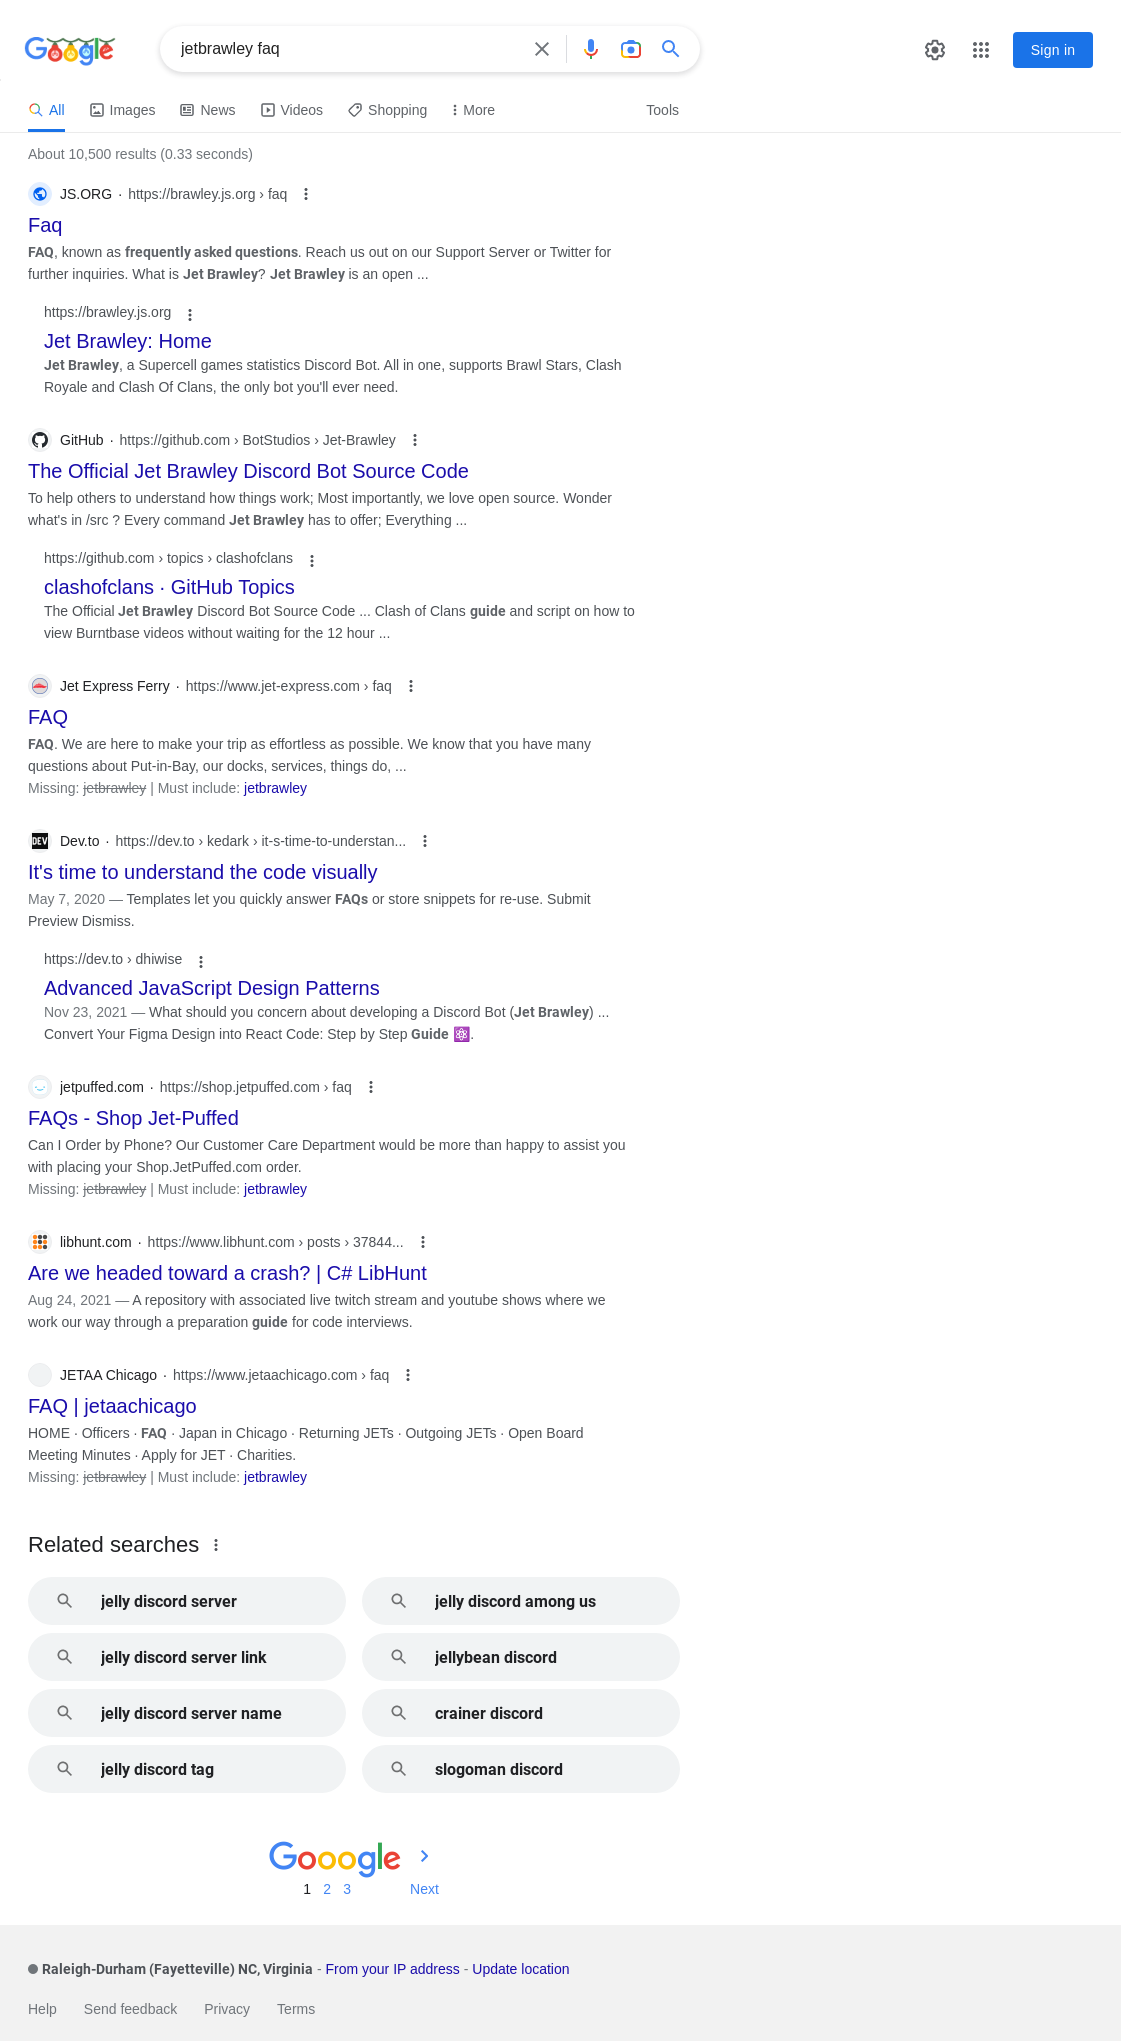 Google
jetbrawley faq
Sign in
All
Images
News
Videos
Shopping
More
Tools
About 10,500 results (0.33 seconds)
JS.ORG · https://brawley.js.org › faq
Faq
FAQ, known as frequently asked questions. Reach us out on our Support Server or Twitter for
further inquiries. What is Jet Brawley? Jet Brawley is an open ...
https://brawley.js.org
Jet Brawley: Home
Jet Brawley, a Supercell games statistics Discord Bot. All in one, supports Brawl Stars, Clash
Royale and Clash Of Clans, the only bot you'll ever need.
GitHub · https://github.com › BotStudios › Jet-Brawley
The Official Jet Brawley Discord Bot Source Code
To help others to understand how things work; Most importantly, we love open source. Wonder
what's in /src ? Every command Jet Brawley has to offer; Everything ...
https://github.com › topics › clashofclans
clashofclans · GitHub Topics
The Official Jet Brawley Discord Bot Source Code ... Clash of Clans guide and script on how to
view Burntbase videos without waiting for the 12 hour ...
Jet Express Ferry · https://www.jet-express.com › faq
FAQ
FAQ. We are here to make your trip as effortless as possible. We know that you have many
questions about Put-in-Bay, our docks, services, things do, ...
Missing: jetbrawley | Must include: jetbrawley
DEV
Dev.to · https://dev.to › kedark › it-s-time-to-understan...
It's time to understand the code visually
May 7, 2020 — Templates let you quickly answer FAQs or store snippets for re-use. Submit
Preview Dismiss.
https://dev.to › dhiwise
Advanced JavaScript Design Patterns
Nov 23, 2021 — What should you concern about developing a Discord Bot (Jet Brawley) ...
Convert Your Figma Design into React Code: Step by Step Guide ⚛️.
jetpuffed.com · https://shop.jetpuffed.com › faq
FAQs - Shop Jet-Puffed
Can I Order by Phone? Our Customer Care Department would be more than happy to assist you
with placing your Shop.JetPuffed.com order.
Missing: jetbrawley | Must include: jetbrawley
libhunt.com · https://www.libhunt.com › posts › 37844...
Are we headed toward a crash? | C# LibHunt
Aug 24, 2021 — A repository with associated live twitch stream and youtube shows where we
work our way through a preparation guide for code interviews.
JETAA Chicago · https://www.jetaachicago.com › faq
FAQ | jetaachicago
HOME · Officers · FAQ · Japan in Chicago · Returning JETs · Outgoing JETs · Open Board
Meeting Minutes · Apply for JET · Charities.
Missing: jetbrawley | Must include: jetbrawley
Related searches
jelly discord server
jelly discord among us
jelly discord server link
jellybean discord
jelly discord server name
crainer discord
jelly discord tag
slogoman discord
Gooogle
1 2 3 Next
Raleigh-Durham (Fayetteville) NC, Virginia - From your IP address - Update location
Help Send feedback Privacy Terms